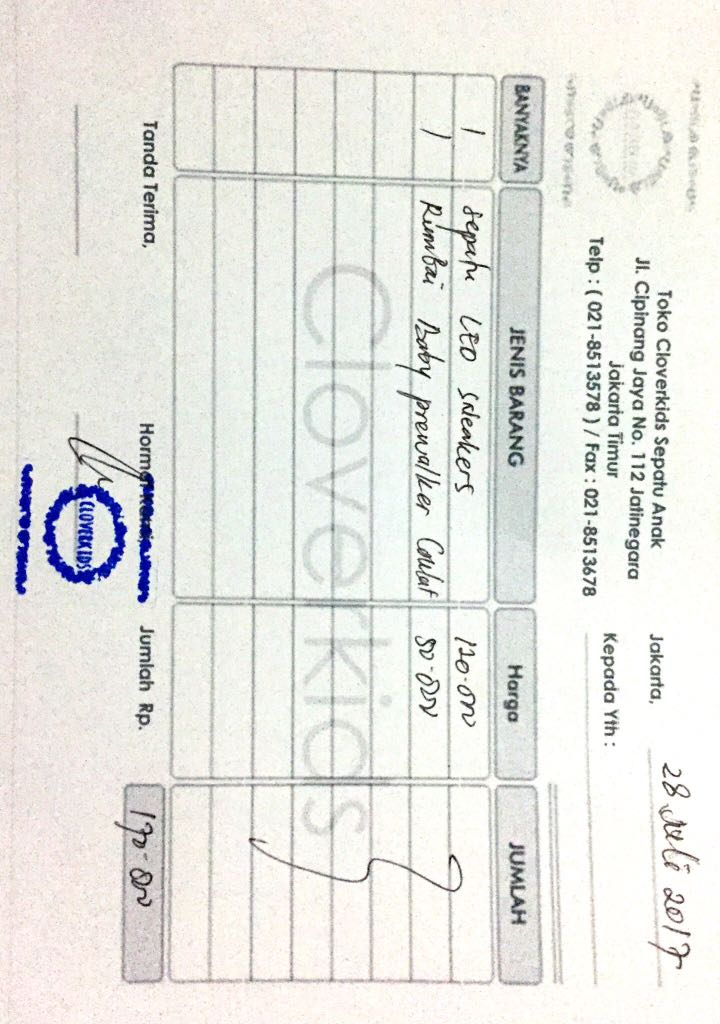 Toko Cloverkids Sepatu Anak
Jl. Cipinang Jaya No. 112 Jatinegara
Jakarta Timur
Telp : ( 021-8513578 ) / Fax : 021-8513678
Jakarta, 28 Juli 2017
Kepada Yth :
BANYAKNYA JENIS BARANG Harga JUMLAH
1 Sepatu LEO sneakers 120.000
1 Rumbai Baby prewalker Coklat 50.000
Cloverkids
Tanda Terima, Hormat Kami, Jumlah Rp. 170.000
CLOVERKIDS